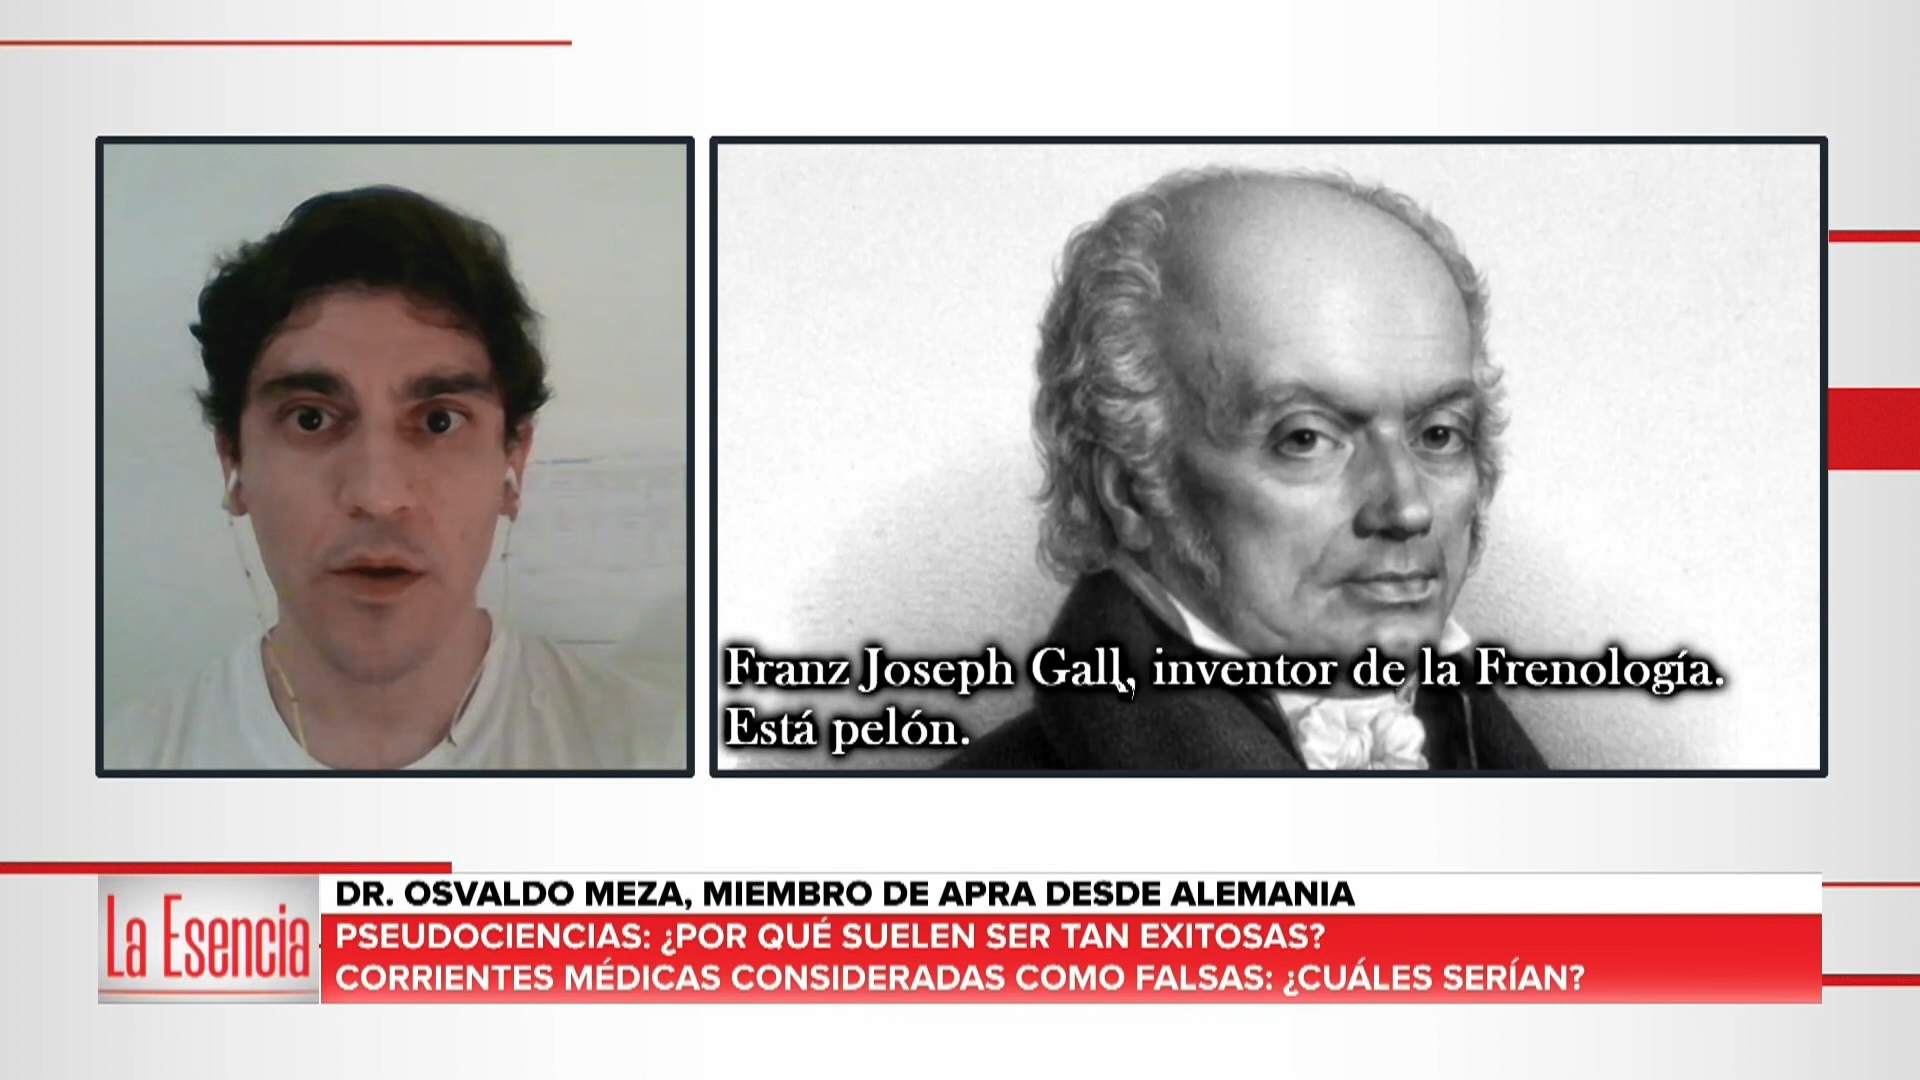 Franz Joseph Gall, inventor de la Frenología.
Está pelón.
La Esencia
DR. OSVALDO MEZA, MIEMBRO DE APRA DESDE ALEMANIA
PSEUDOCIENCIAS: ¿POR QUÉ SUELEN SER TAN EXITOSAS?
CORRIENTES MÉDICAS CONSIDERADAS COMO FALSAS: ¿CUÁLES SERÍAN?